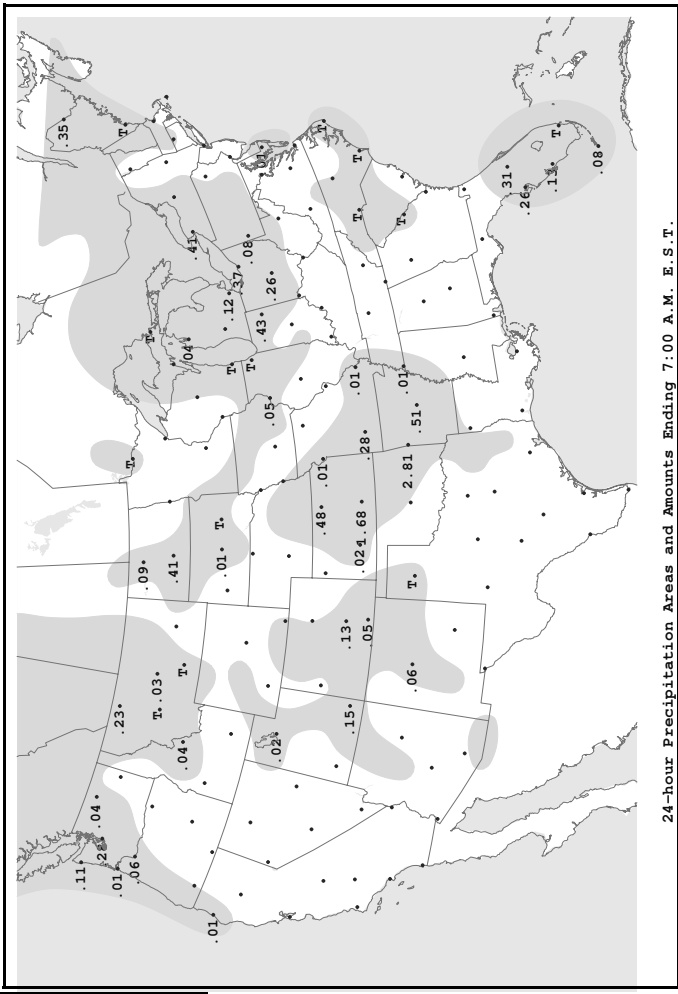 .35
.11
.04
.01
.23
T
T
.06
.09
T
T .03
.41
.04
T
.04
.41
.01
.01
T
.12
T
.37
.08
T
.43
.01
.05
.26
.02
.48
.01
T
.15
.13
.01
T
T
.02 1.68
.28
.05
T
.01
2.81
.06
T
.51
.31
.26
T
.08
24-hour Precipitation Areas and Amounts Ending 7:00 A.M. E.S.T.